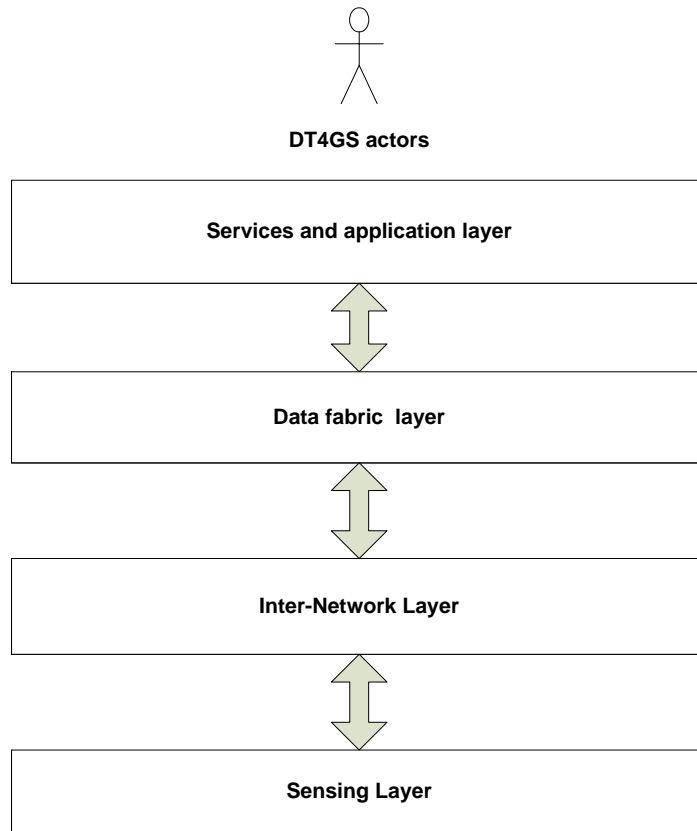 DT4GS actors
Services and application layer
Data fabric layer
Inter-Network Layer
Sensing Layer